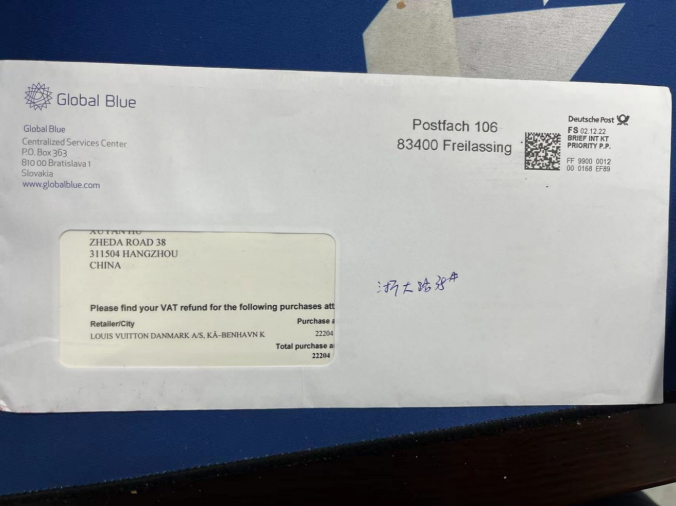 Global Blue
Global Blue
Centralized Services Center
P.O. Box 363
810 00 Bratislava 1
Slovakia
www.globalblue.com
Postfach 106
83400 Freilassing
Deutsche Post
FS 02.12.22
BRIEF INT KT
PRIORITY P.P.
FF 9900 0012
00 0168 EF89
ZHEDA ROAD 38
311504 HANGZHOU
CHINA
浙大路38#
Please find your VAT refund for the following purchases att
Retailer/City Purchase a
LOUIS VUITTON DANMARK A/S, KÃ–BENHAVN K 22204
Total purchase a
22204